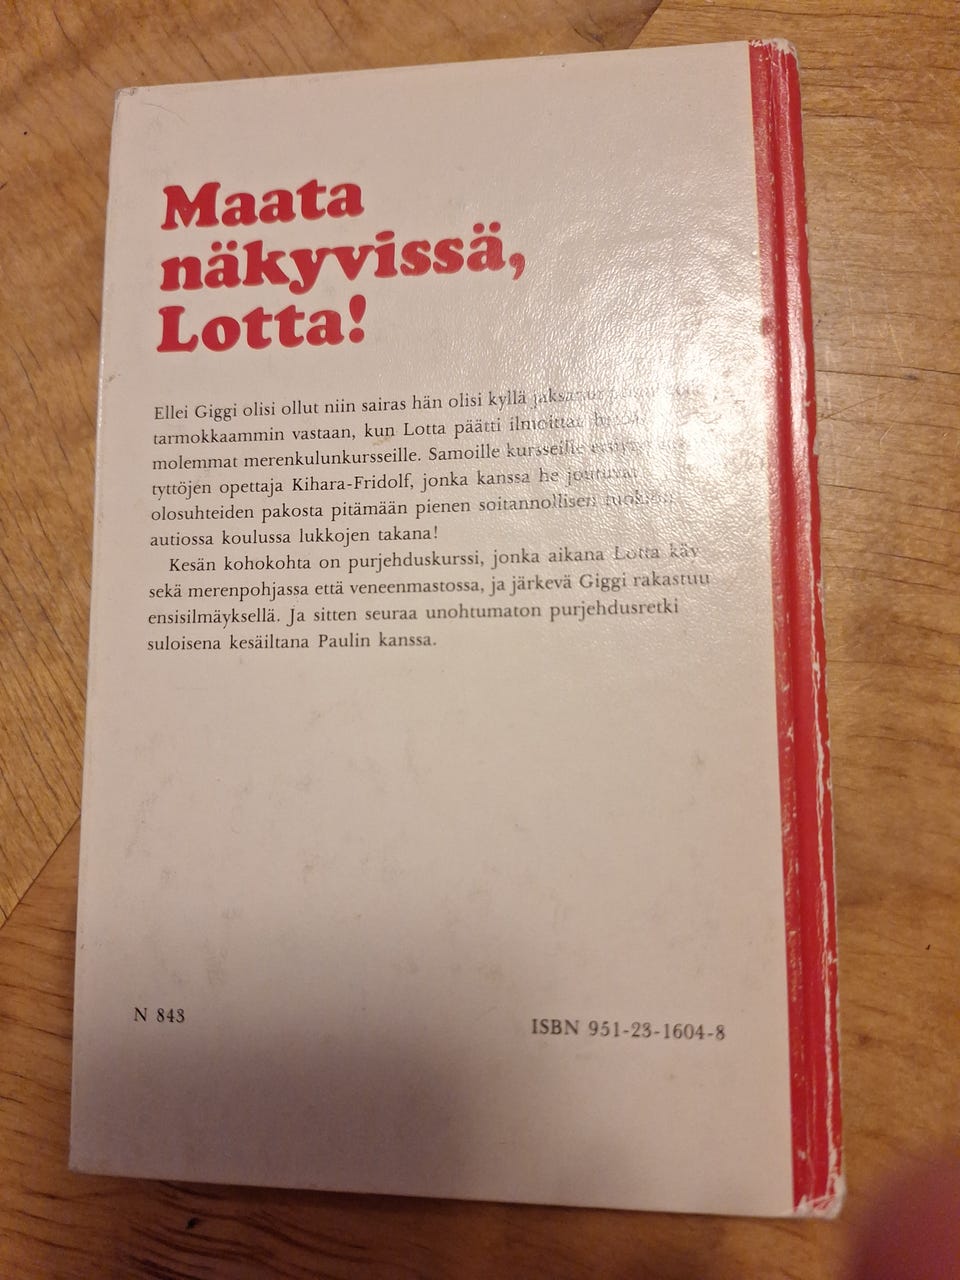 Maata
näkyvissä,
Lotta!
Ellei Giggi olisi ollut niin sairas hän olisi kyllä
tarmokkaammin vastaan, kun Lotta päätti ilmoittaa
molemmat merenkulunkursseille. Samoille kursseille
tyttöjen opettaja Kihara-Fridolf, jonka kanssa he joutuvat
olosuhteiden pakosta pitämään pienen soitannollisen
autiossa koulussa lukkojen takana!
Kesän kohokohta on purjehduskurssi, jonka aikana Lotta käy
sekä merenpohjassa että veneenmastossa, ja järkevä Giggi rakastuu
ensisilmäyksellä. Ja sitten seuraa unohtumaton purjehdusretki
suloisena kesäiltana Paulin kanssa.
N 843
ISBN 951-23-1604-8